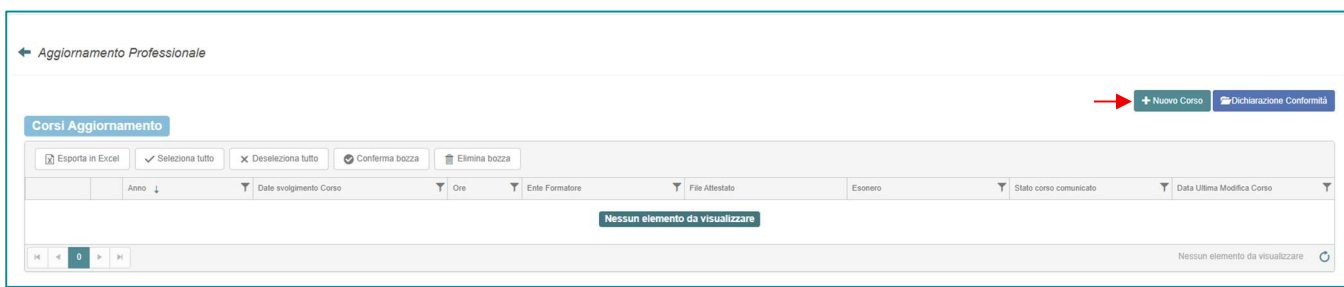 Aggiornamento Professionale
Nuovo Corso Dichiarazione Conformità
Corsi Aggiornamento
Esporta in Excel Seleziona tutto Deseleziona tutto Conferma bozza Elimina bozza
Anno Date svolgimento Corso Ore Ente Formatore File Attestato Esonero Stato corso comunicato Data Ultima Modifica Corso
Nessun elemento da visualizzare
0 Nessun elemento da visualizzare